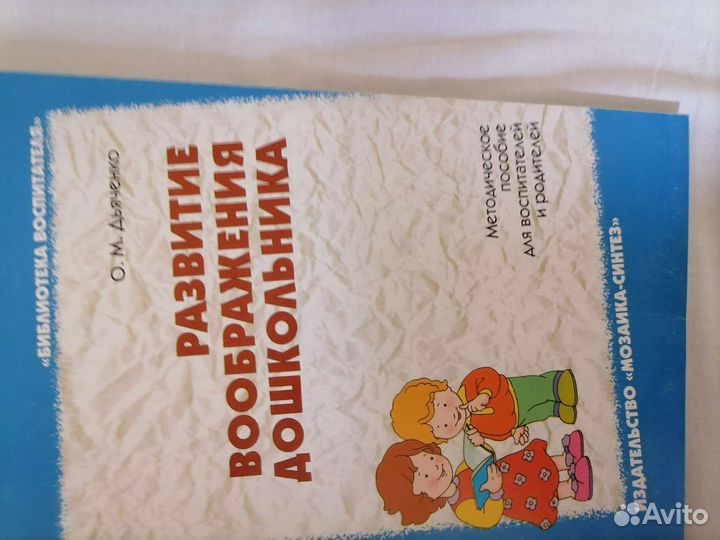 «БИБЛИОТЕКА ВОСПИТАТЕЛЯ»
О. М. Дьяченко
РАЗВИТИЕ
ВООБРАЖЕНИЯ
ДОШКОЛЬНИКА
Методическое
пособие
для воспитателей
и родителей
ИЗДАТЕЛЬСТВО «МОЗАИКА-СИНТЕЗ»
Avito